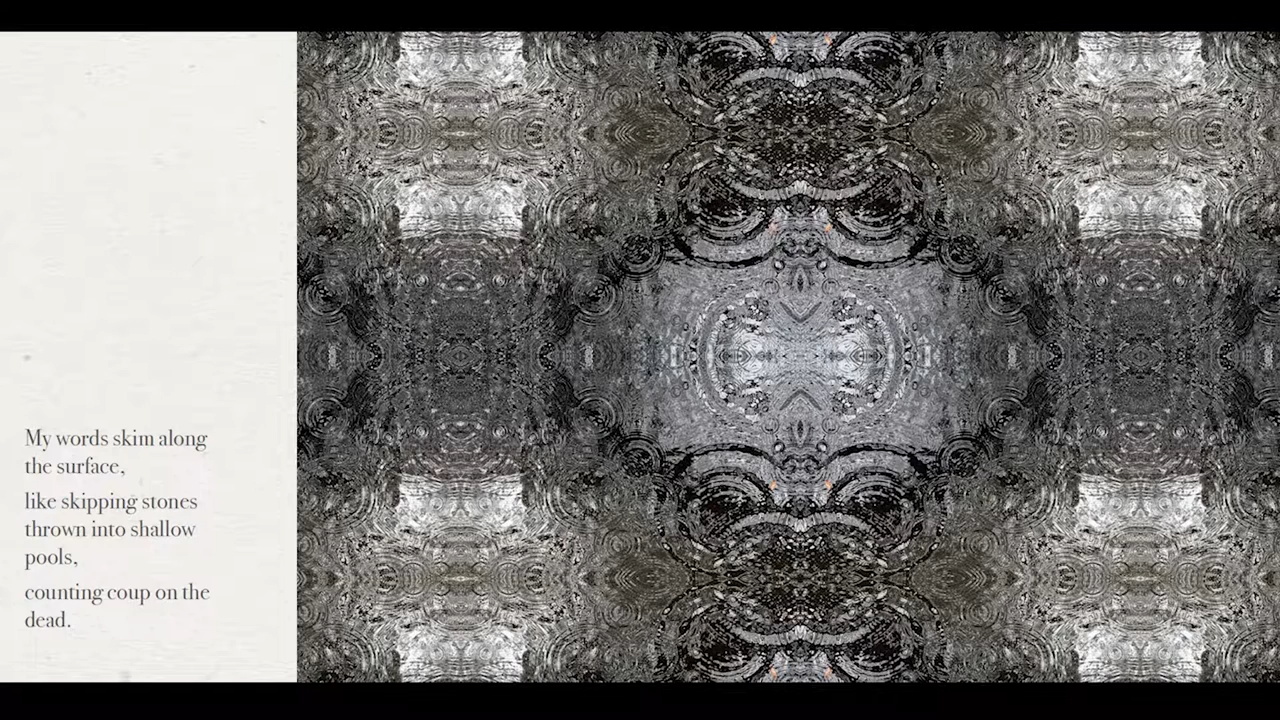 My words skim along
the surface,
like skipping stones
thrown into shallow
pools,
counting coup on the
dead.